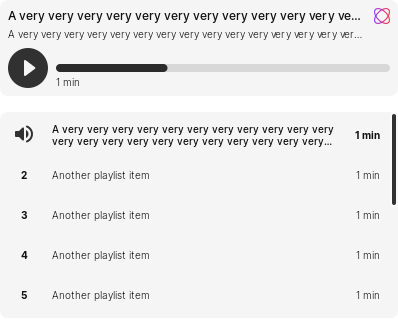 A very very very very very very very very very very very very ve...
A very very very very very very very very very very very very very very ver...
1 min
A very very very very very very very very very very very
very very very very very very very very very very very...
1 min
2 Another playlist item 1 min
3 Another playlist item 1 min
4 Another playlist item 1 min
5 Another playlist item 1 min